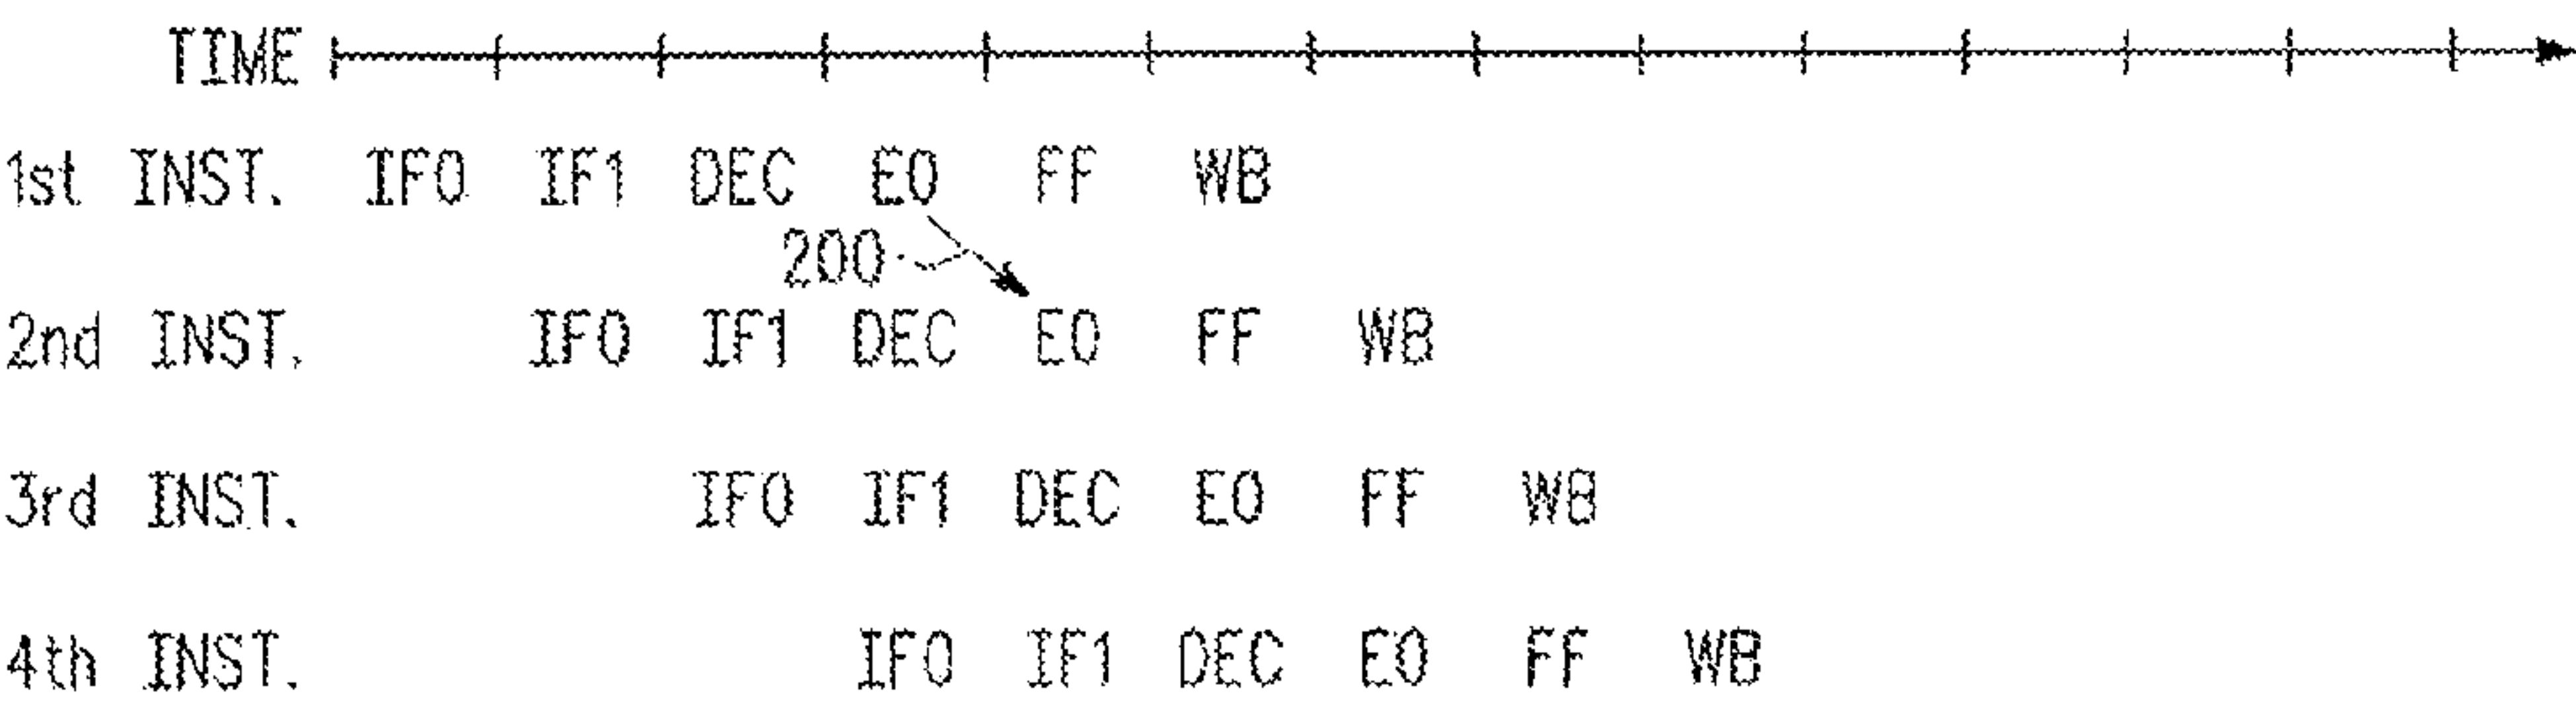 TIME
1st INST. IF0 IF1 DEC E0 FF WB
200
2nd INST. IF0 IF1 DEC E0 FF WB
3rd INST. IF0 IF1 DEC E0 FF WB
4th INST. IF0 IF1 DEC E0 FF WB